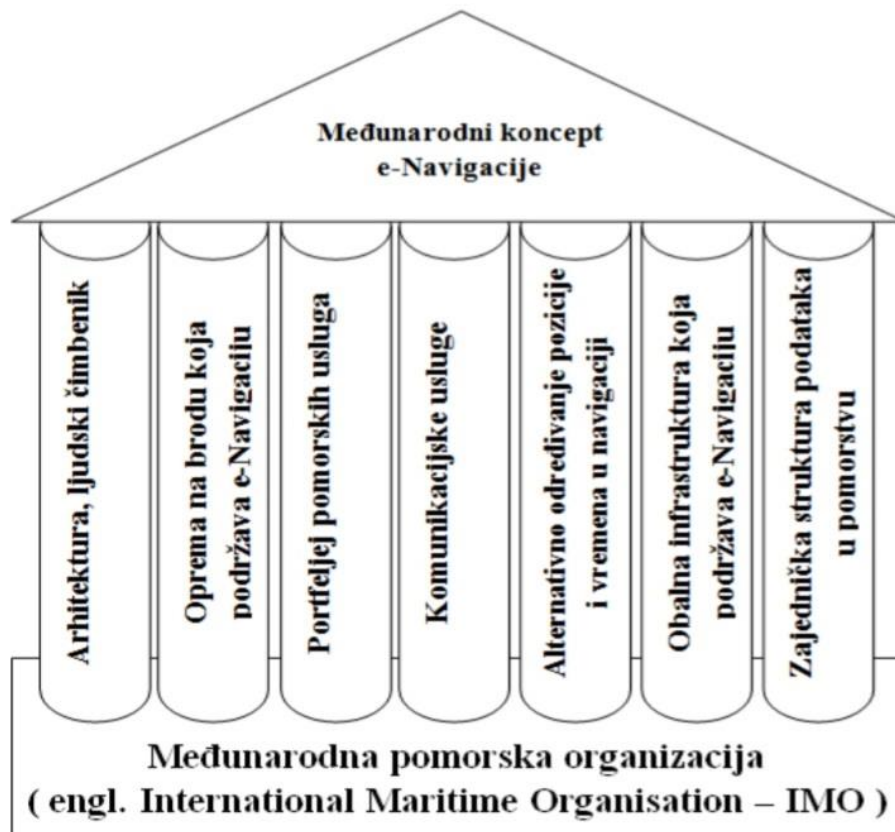 Međunarodni koncept
e-Navigacije
Arhitektura, ljudski čimbenik
Oprema na brodu koja
podržava e-Navigaciju
Portfeljej pomorskih usluga
Komunikacijske usluge
Alternativno određivanje pozicije
i vremena u navigaciji
Obalna infrastruktura koja
podržava e-Navigaciju
Zajednička struktura podataka
u pomorstvu
Međunarodna pomorska organizacija
( engl. International Maritime Organisation – IMO )